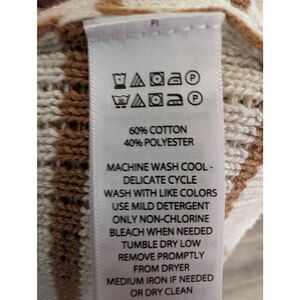 PI
60% COTTON
40% POLYESTER
MACHINE WASH COOL -
DELICATE CYCLE
WASH WITH LIKE COLORS
USE MILD DETERGENT
ONLY NON-CHLORINE
BLEACH WHEN NEEDED
TUMBLE DRY LOW
REMOVE PROMPTLY
FROM DRYER
MEDIUM IRON IF NEEDED
OR DRY CLEAN